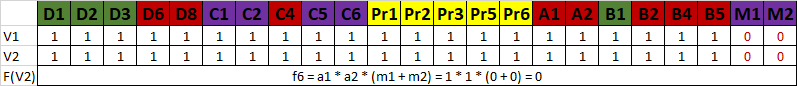 D1 D2 D3 D6 D8 C1 C2 C4 C5 C6 Pr1 Pr2 Pr3 Pr5 Pr6 A1 A2 B1 B2 B4 B5 M1 M2
V1 1 1 1 1 1 1 1 1 1 1 1 1 1 1 1 1 1 1 1 1 1 0 0
V2 1 1 1 1 1 1 1 1 1 1 1 1 1 1 1 1 1 1 1 1 1 0 0
F(V2) f6 = a1 * a2 * (m1 + m2) = 1 * 1 * (0 + 0) = 0